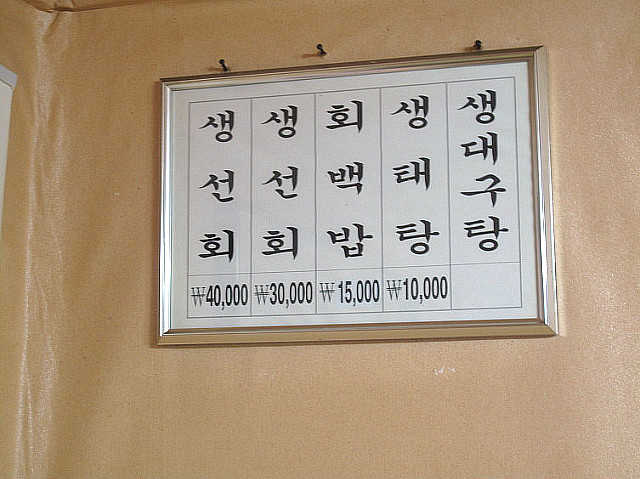 생선회 ₩40,000
생선회 ₩30,000
회백밥 ₩15,000
생태탕 ₩10,000
생대구탕